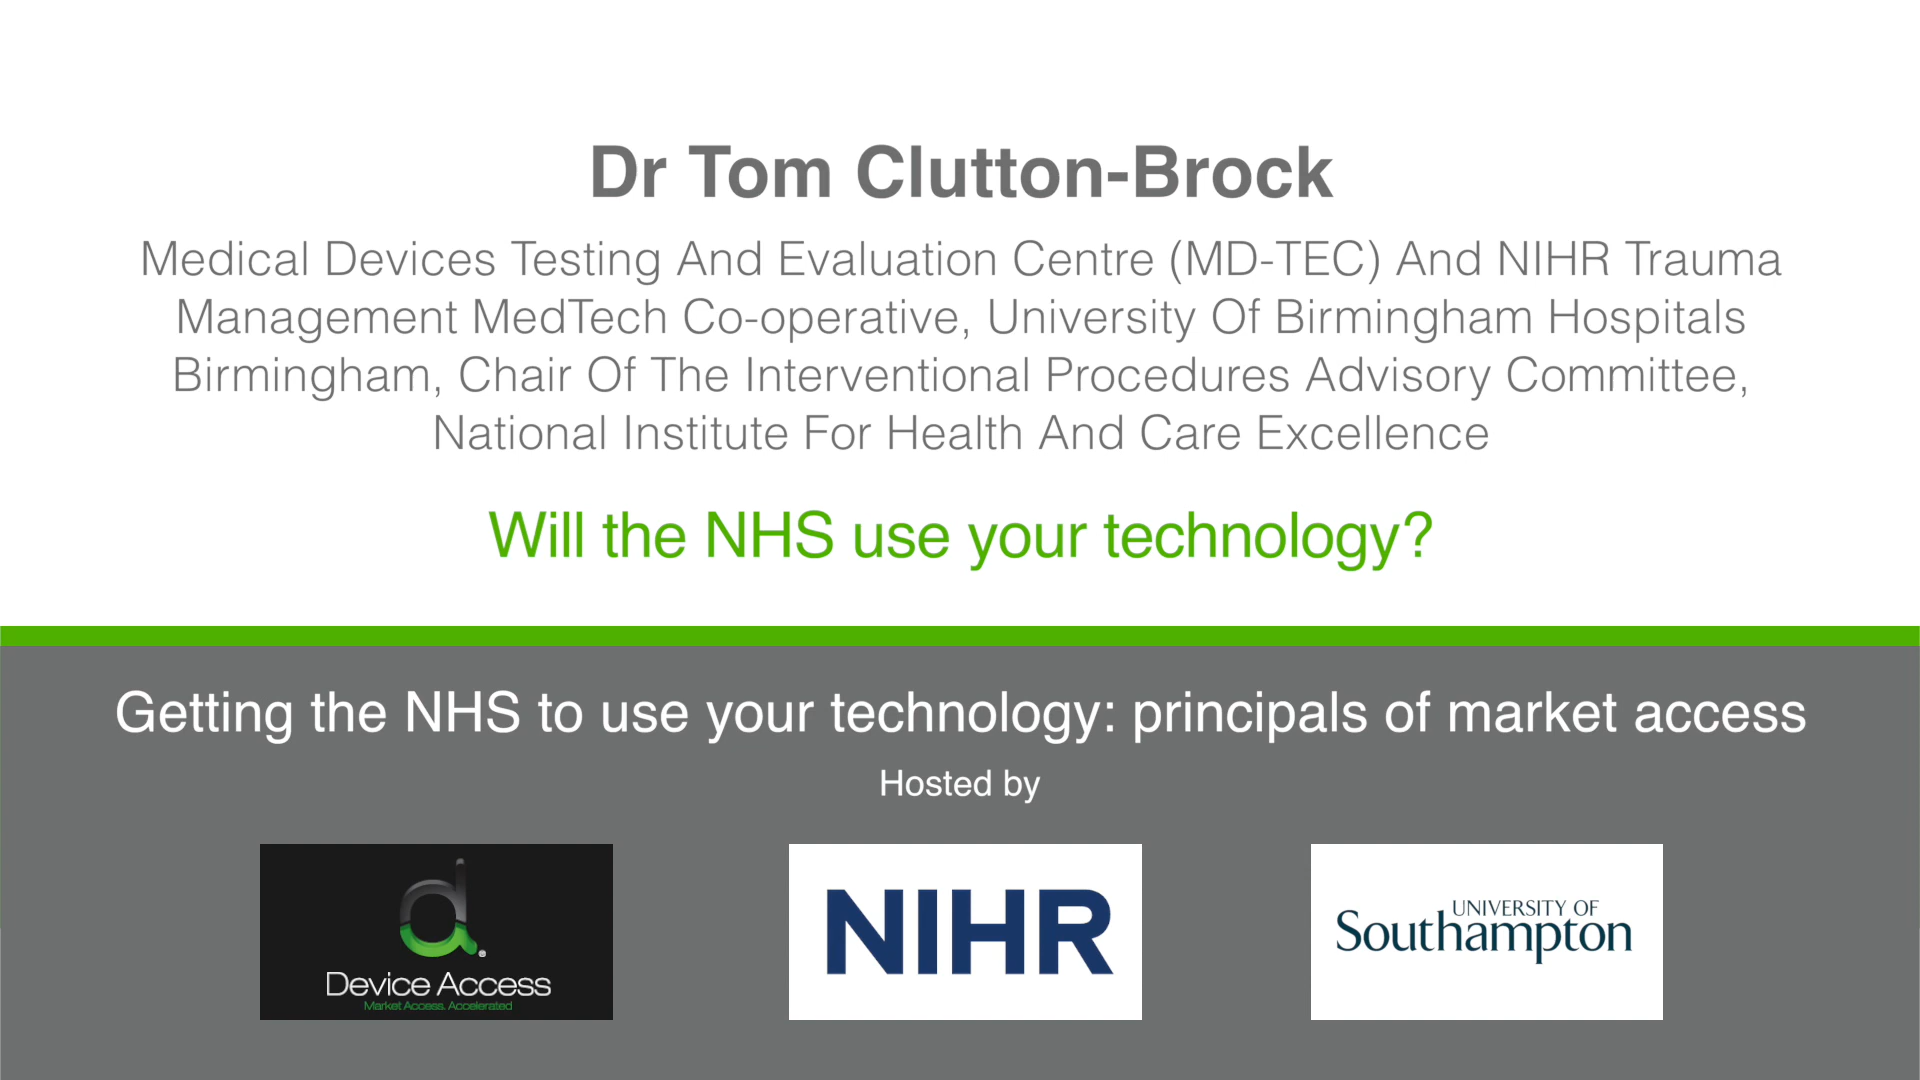 Dr Tom Clutton-Brock
Medical Devices Testing And Evaluation Centre (MD-TEC) And NIHR Trauma
Management MedTech Co-operative, University Of Birmingham Hospitals
Birmingham, Chair Of The Interventional Procedures Advisory Committee,
National Institute For Health And Care Excellence
Will the NHS use your technology?
Getting the NHS to use your technology: principals of market access
Hosted by
d®
Device Access
Market Access. Accelerated
NIHR
UNIVERSITY OF
Southampton